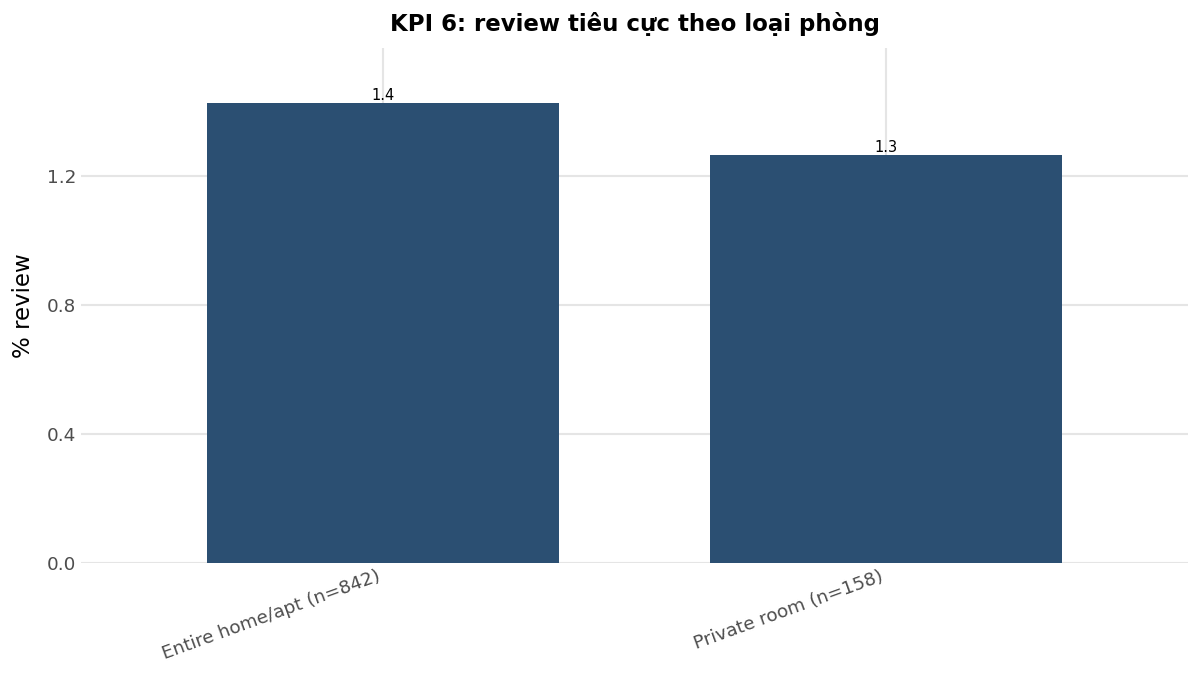 KPI 6: review tiêu cực theo loại phòng
% review
1.2
0.8
0.4
0.0
1.4
1.3
Entire home/apt (n=842)
Private room (n=158)